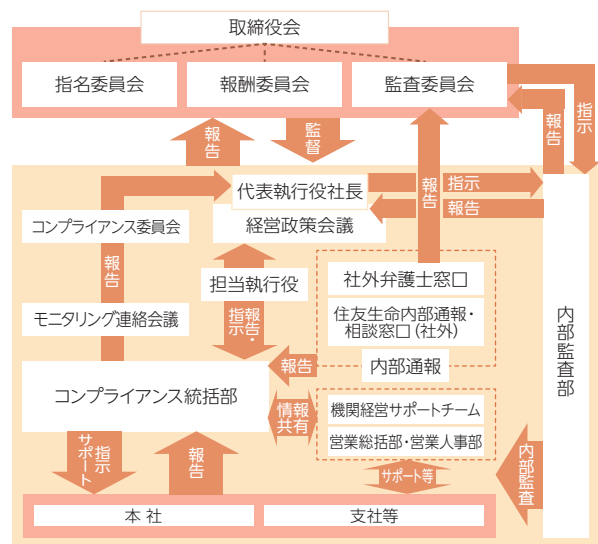 取締役会
指名委員会
報酬委員会
監査委員会
報告
監督
報告
指示
代表執行役社長
経営政策会議
指示
報告
報告
コンプライアンス委員会
報告
モニタリング連絡会議
担当執行役
報告・
指示
社外弁護士窓口
住友生命内部通報・
相談窓口(社外)
内部通報
報告
内部監査部
コンプライアンス統括部
情報
共有
機関経営サポートチーム
営業総括部・営業人事部
指示
サポート
報告
サポート等
内部監査
本 社
支社等